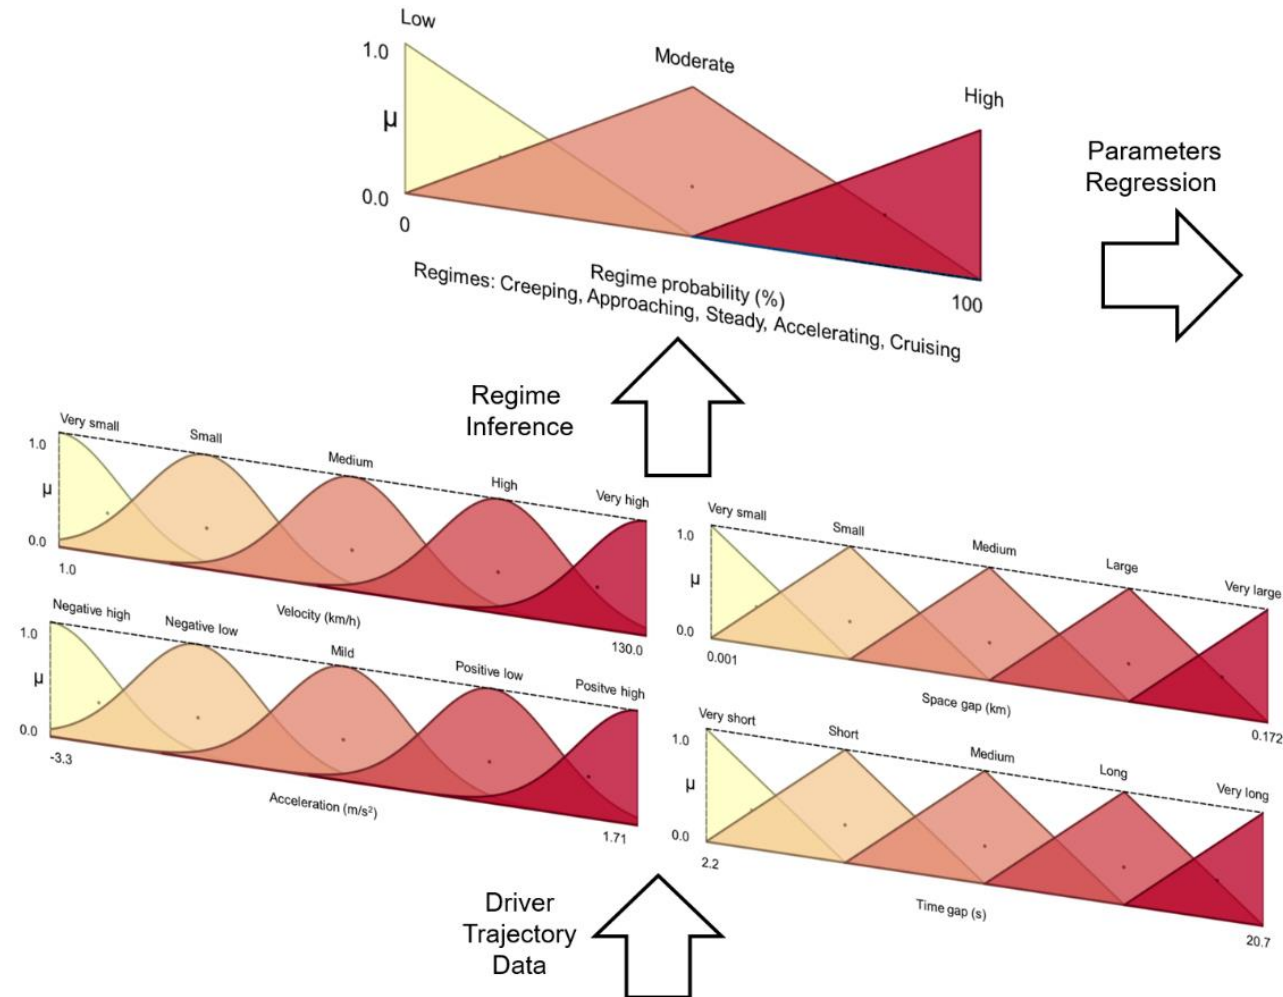 Low
1.0
Moderate
High
μ
0.0
0
Regime probability (%)
100
Regimes: Creeping, Approaching, Steady, Accelerating, Cruising
Parameters
Regression
Regime
Inference
Very small
Small
Medium
High
Very high
1.0
μ
0.0
1.0
Velocity (km/h)
130.0
Negative high
Negative low
Mild
Positive low
Positve high
1.0
μ
0.0
-3.3
Acceleration (m/s²)
1.71
Very small
Small
Medium
Large
Very large
1.0
μ
0.0
0.001
Space gap (km)
0.172
Very short
Short
Medium
Long
Very long
1.0
μ
0.0
2.2
Time gap (s)
20.7
Driver
Trajectory
Data